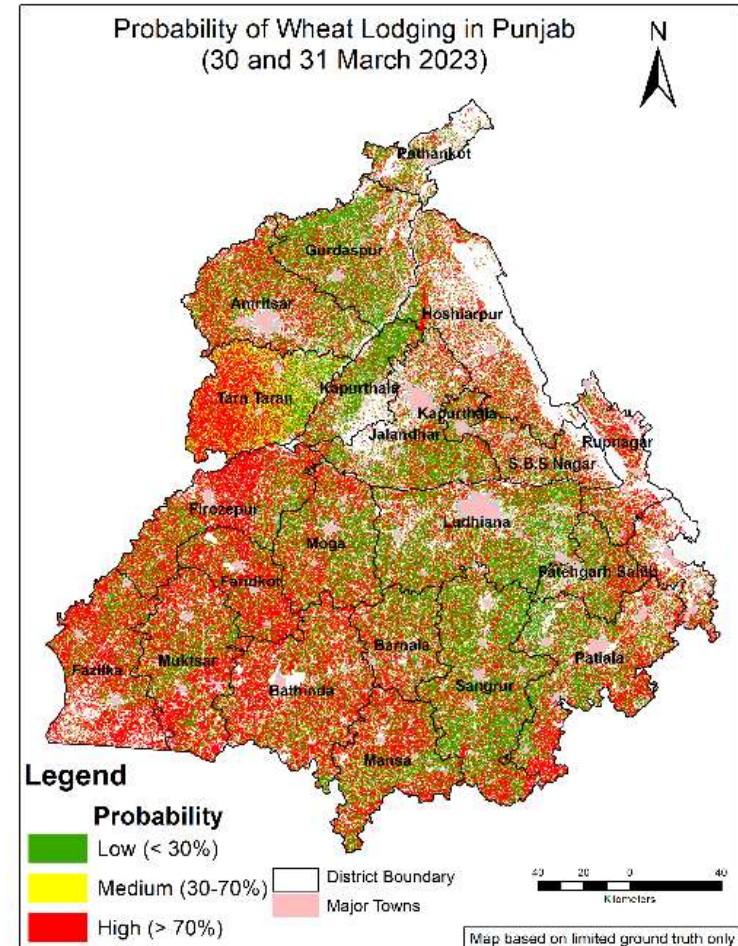 Probability of Wheat Lodging in Punjab
(30 and 31 March 2023)
N
Pathankot
Gurdaspur
Amritsar
Hoshiarpur
Kapurthala
Tarn Taran
Kapurthala
Jalandhar
Rupnagar
S.B.S Nagar
Firozepur
Ludhiana
Moga
Fatehgarh Sahib
Faridkot
Barnala
Muktsar
Fazilka
Patiala
Bathinda
Sangrur
Mansa
Legend
Probability
Low (< 30%)
Medium (30-70%)
High (> 70%)
District Boundary
Major Towns
40 20 0 40
Kilometers
Map based on limited ground truth only